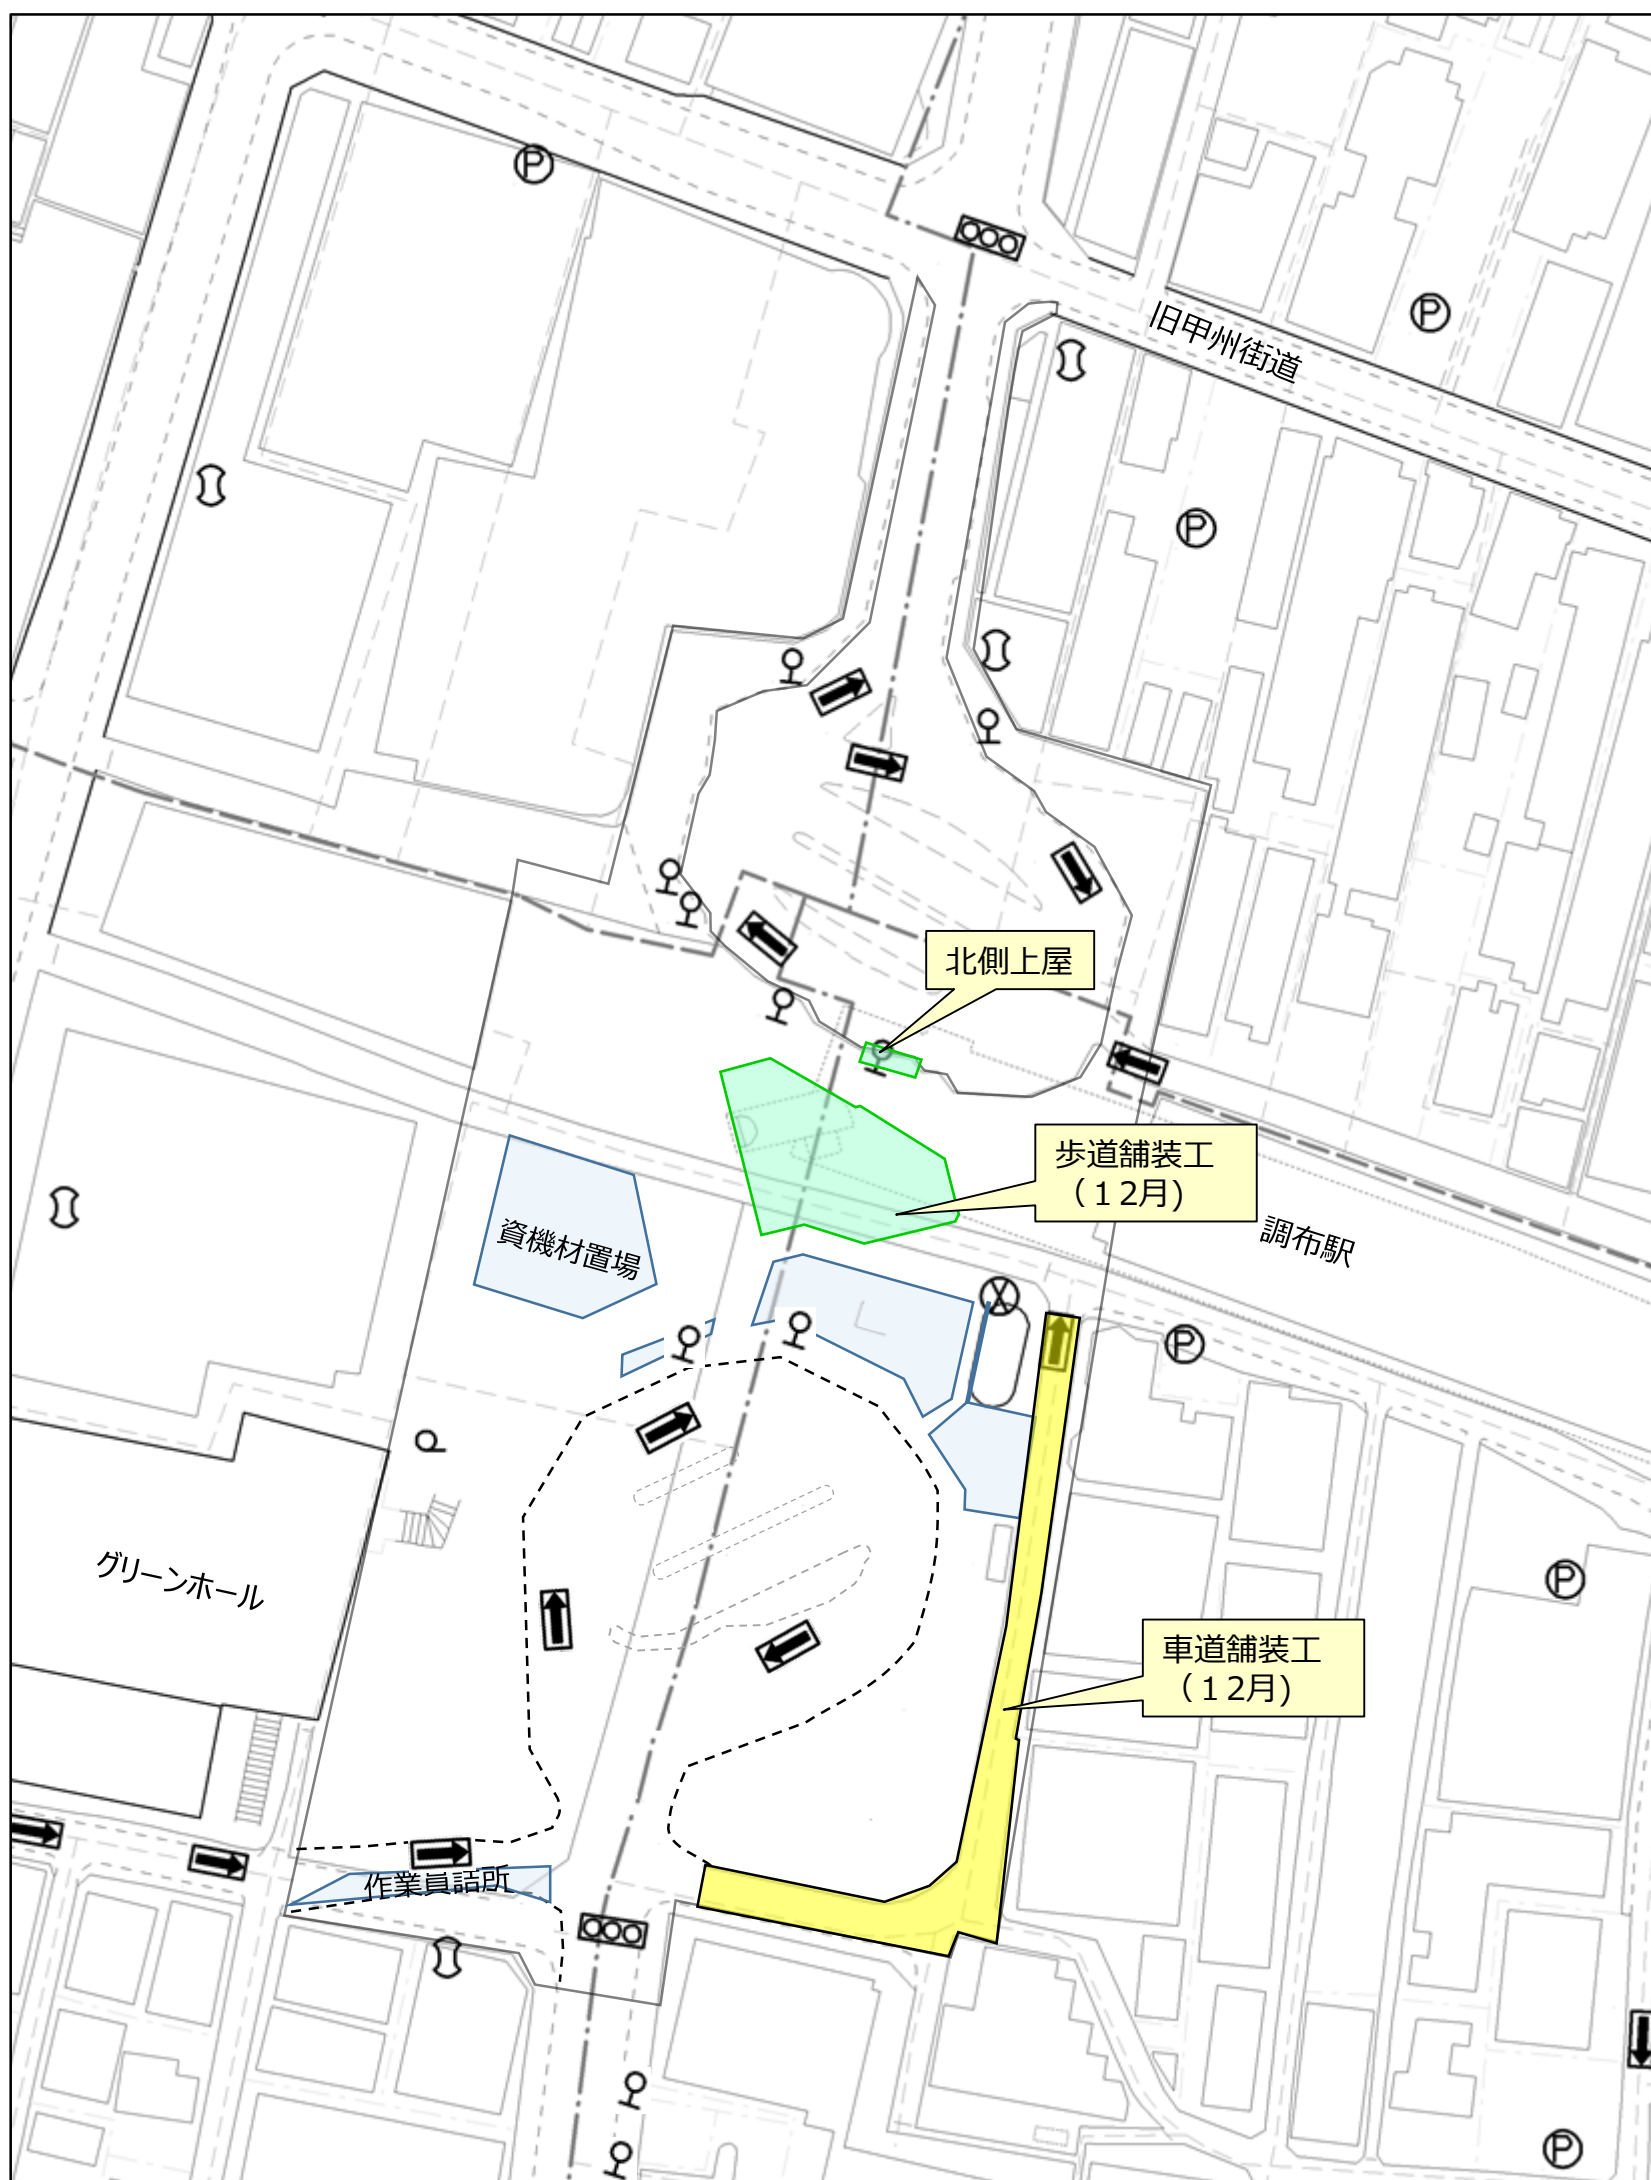 旧甲州街道
北側上屋
歩道舗装工
（１２月）
調布駅
資機材置場
グリーンホール
車道舗装工
（１２月）
作業員詰所
Ⓟ
Ⓟ
Ⓟ
Ⓟ
Ⓟ
Ⓟ